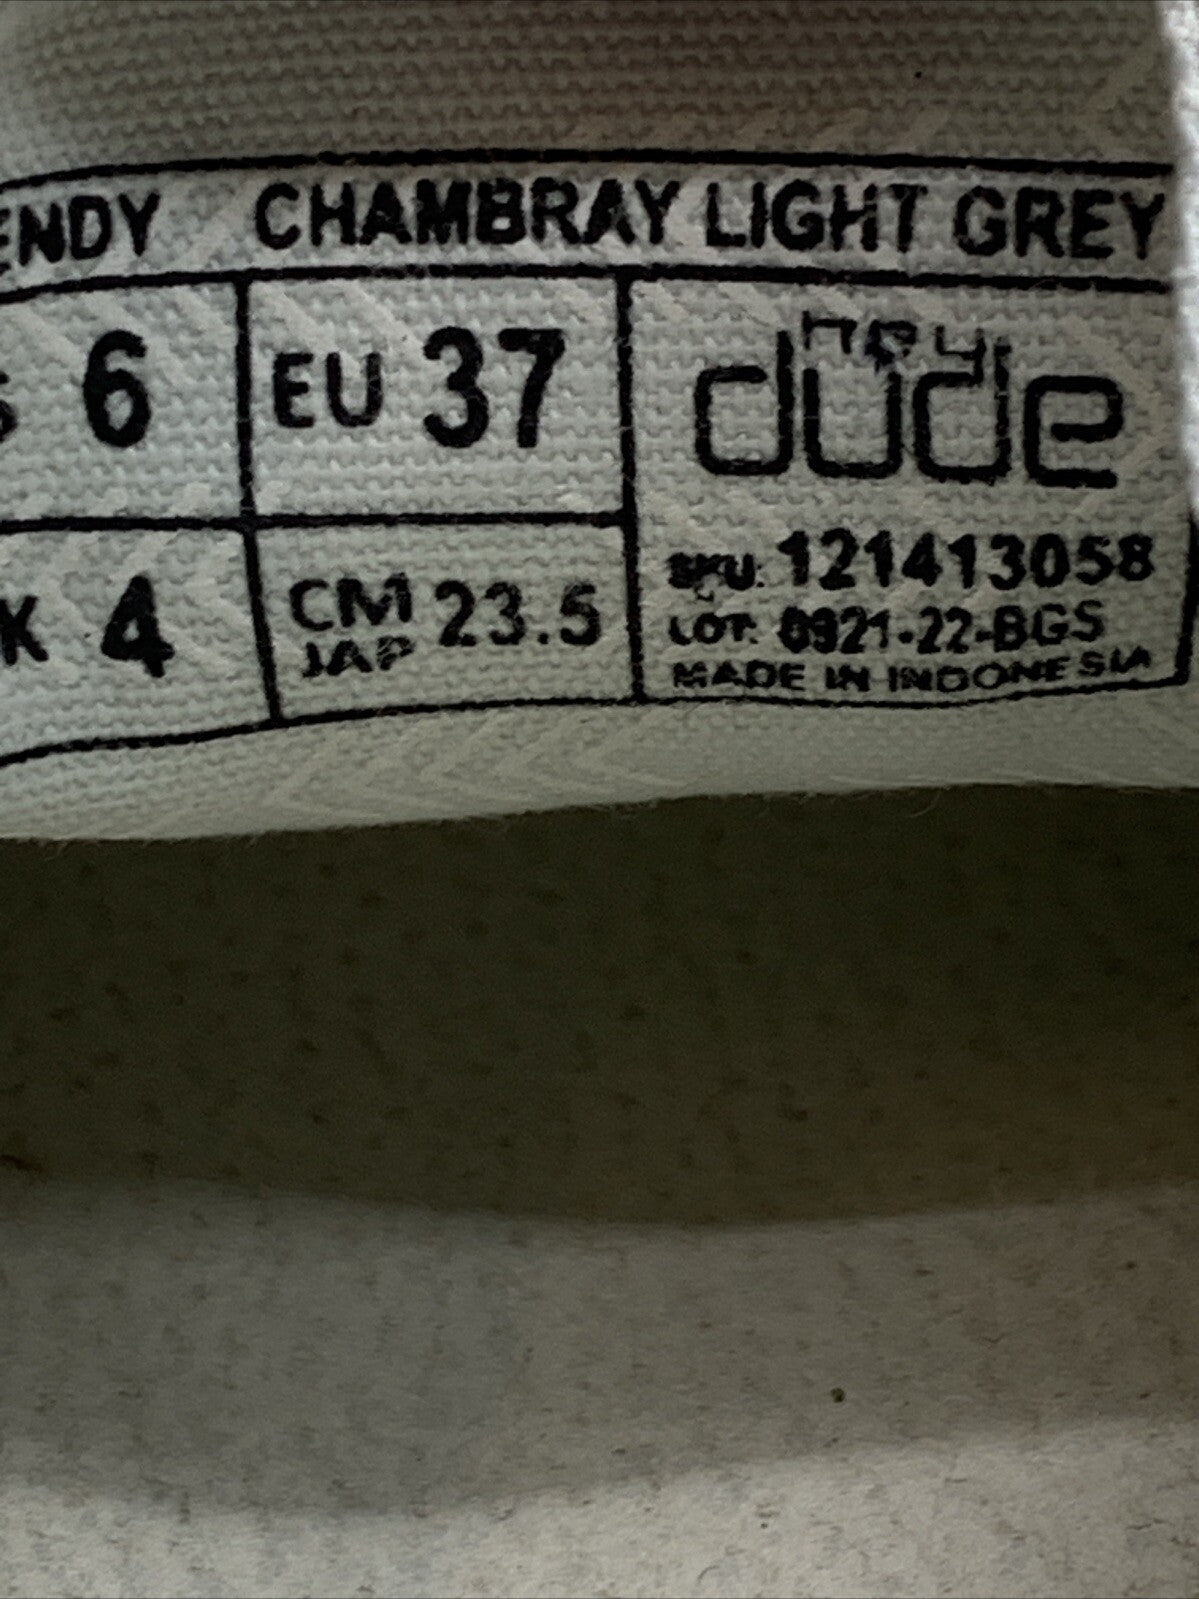 ENDY CHAMBRAY LIGHT GREY
S 6 EU 37
hey dude
K 4 CM JAP 23.5
SKU: 121413058
LOT: 0921-22-BGS
MADE IN INDONESIA